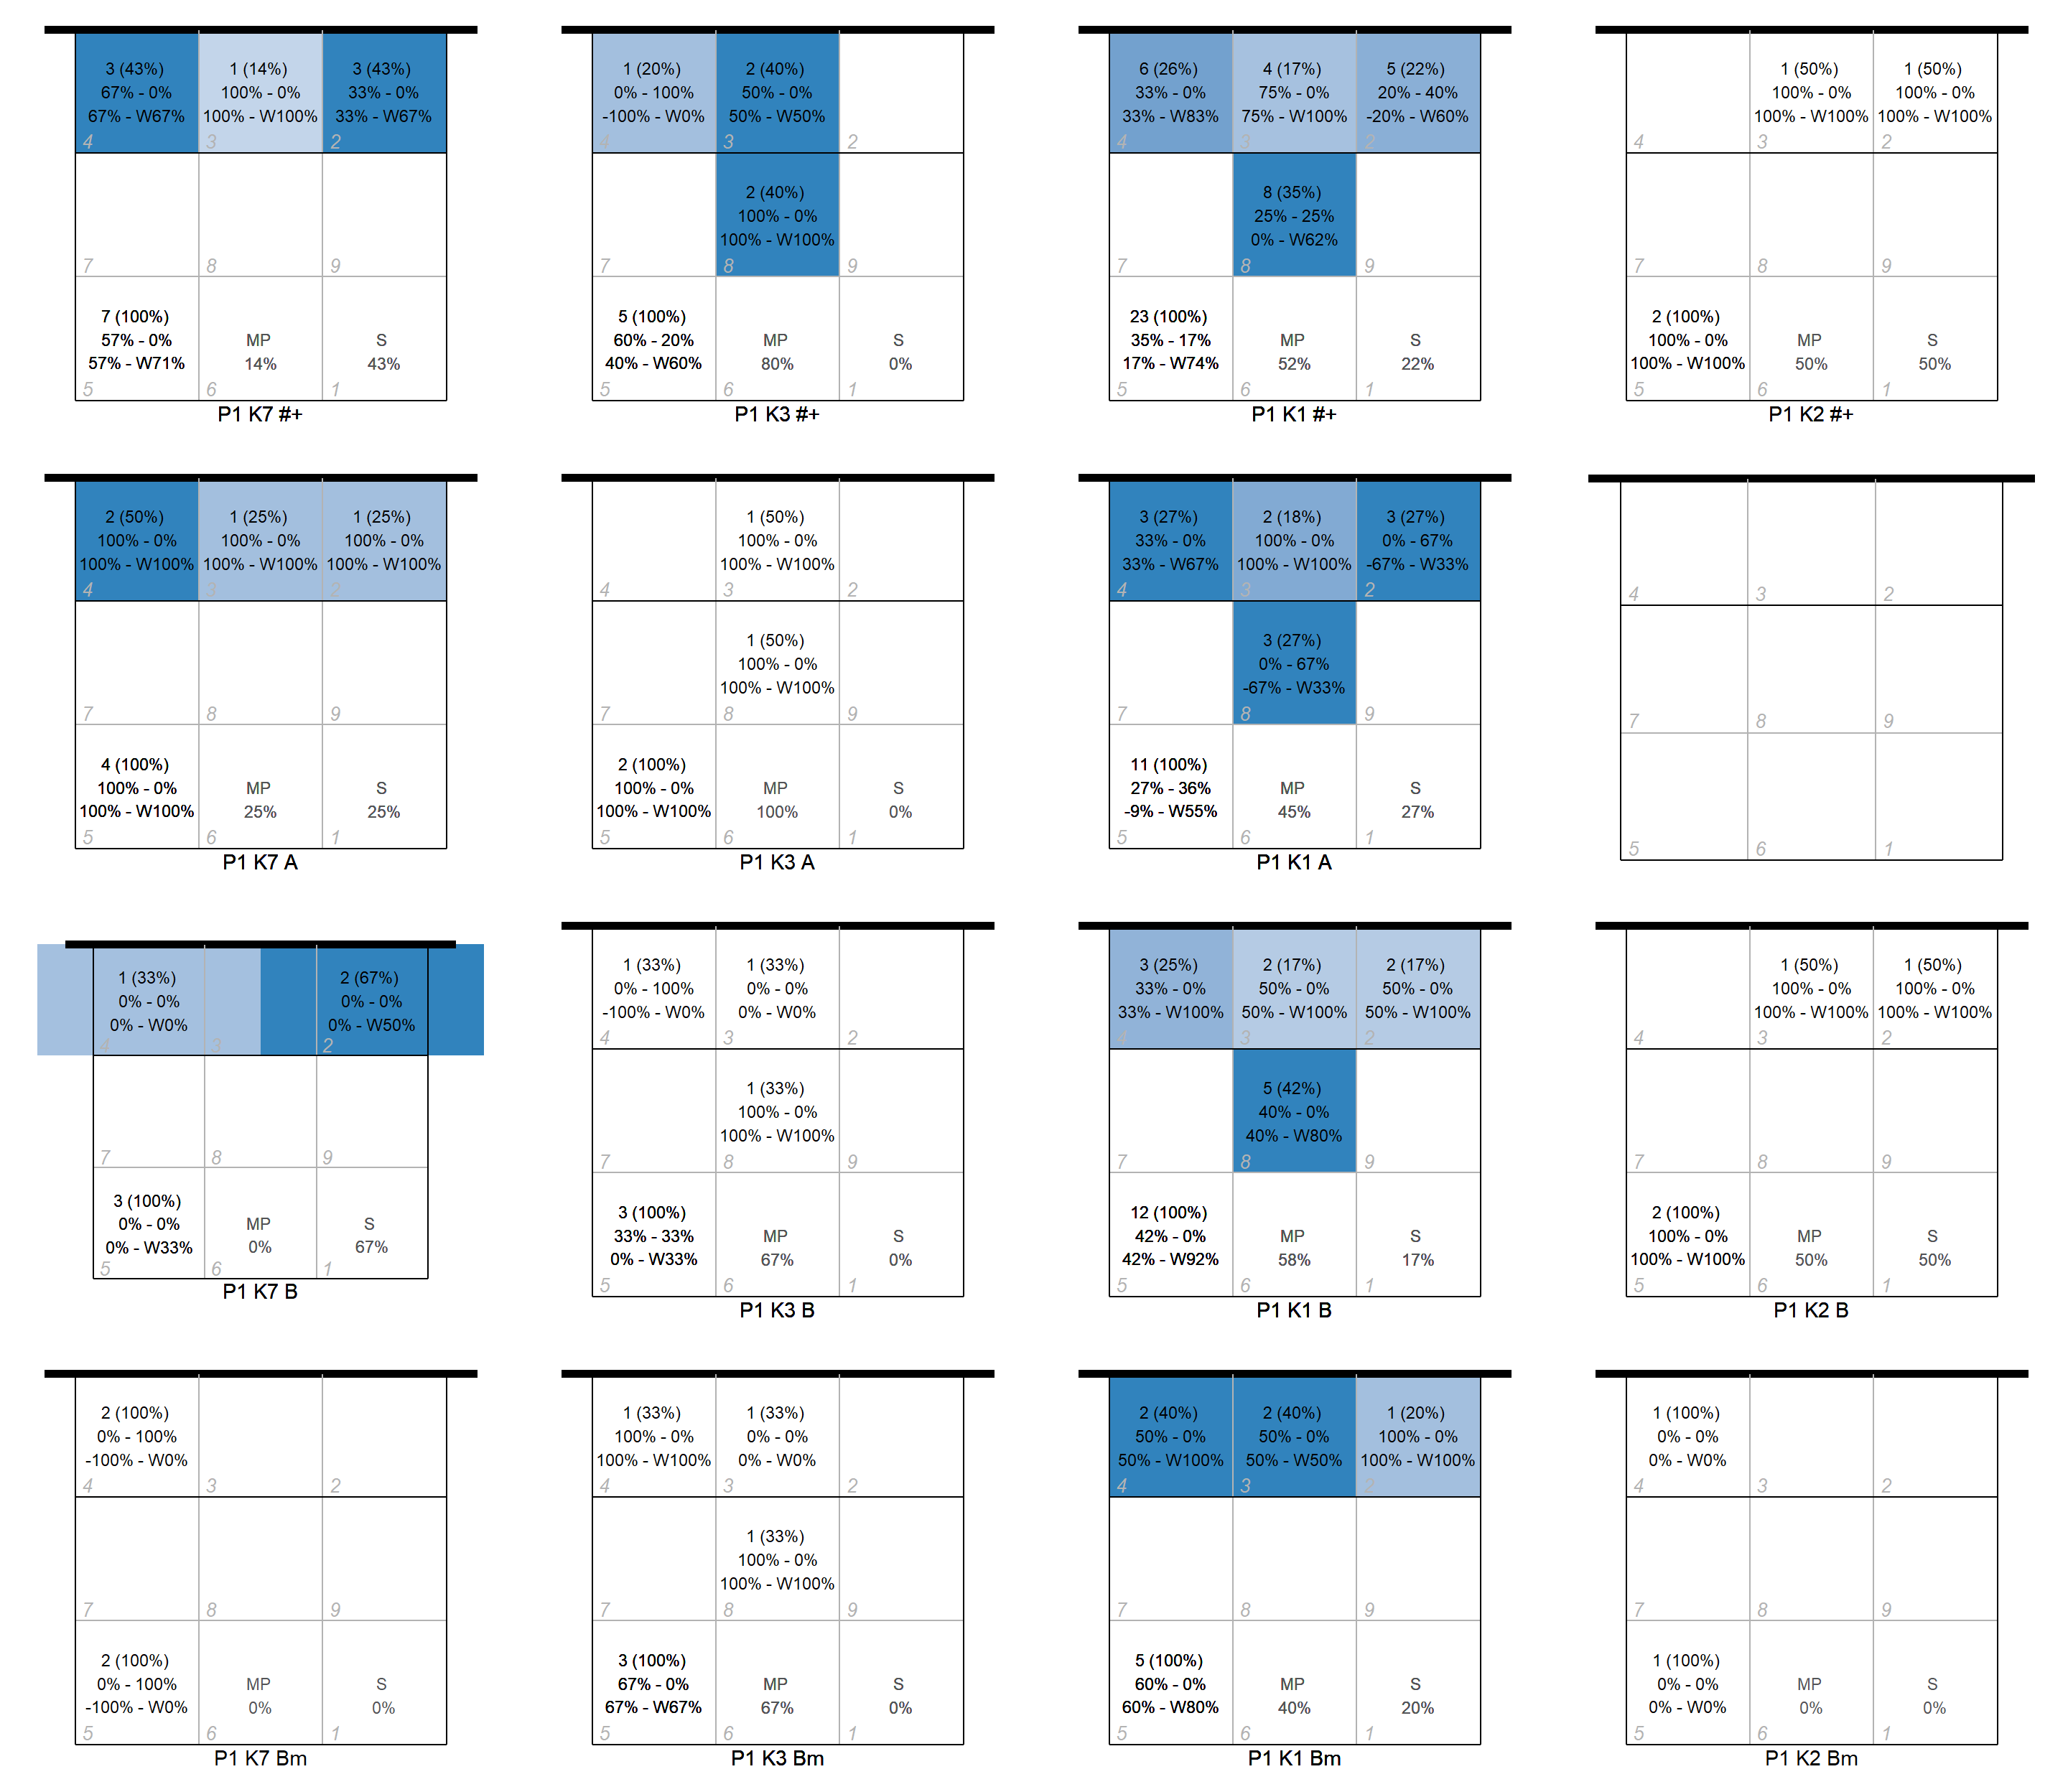 3 (43%)
67% - 0%
67% - W67%
4
1 (14%)
100% - 0%
100% - W100%
3
3 (43%)
33% - 0%
33% - W67%
2
7
8
9
7 (100%)
57% - 0%
57% - W71%
5
MP
14%
6
S
43%
1
P1 K7 #+
1 (20%)
0% - 100%
-100% - W0%
4
2 (40%)
50% - 0%
50% - W50%
3
2
7
2 (40%)
100% - 0%
100% - W100%
8
9
5 (100%)
60% - 20%
40% - W60%
5
MP
80%
6
S
0%
1
P1 K3 #+
6 (26%)
33% - 0%
33% - W83%
4
4 (17%)
75% - 0%
75% - W100%
3
5 (22%)
20% - 40%
-20% - W60%
2
7
8 (35%)
25% - 25%
0% - W62%
8
9
23 (100%)
35% - 17%
17% - W74%
5
MP
52%
6
S
22%
1
P1 K1 #+
4
1 (50%)
100% - 0%
100% - W100%
3
1 (50%)
100% - 0%
100% - W100%
2
7
8
9
2 (100%)
100% - 0%
100% - W100%
5
MP
50%
6
S
50%
1
P1 K2 #+
2 (50%)
100% - 0%
100% - W100%
4
1 (25%)
100% - 0%
100% - W100%
3
1 (25%)
100% - 0%
100% - W100%
2
7
8
9
4 (100%)
100% - 0%
100% - W100%
5
MP
25%
6
S
25%
1
P1 K7 A
4
1 (50%)
100% - 0%
100% - W100%
3
2
7
1 (50%)
100% - 0%
100% - W100%
8
9
2 (100%)
100% - 0%
100% - W100%
5
MP
100%
6
S
0%
1
P1 K3 A
3 (27%)
33% - 0%
33% - W67%
4
2 (18%)
100% - 0%
100% - W100%
3
3 (27%)
0% - 67%
-67% - W33%
2
7
3 (27%)
0% - 67%
-67% - W33%
8
9
11 (100%)
27% - 36%
-9% - W55%
5
MP
45%
6
S
27%
1
P1 K1 A
4
3
2
7
8
9
5
6
1
1 (33%)
0% - 0%
0% - W0%
4
3
2 (67%)
0% - 0%
0% - W50%
2
7
8
9
3 (100%)
0% - 0%
0% - W33%
5
MP
0%
6
S
67%
1
P1 K7 B
1 (33%)
0% - 100%
-100% - W0%
4
1 (33%)
0% - 0%
0% - W0%
3
2
7
1 (33%)
100% - 0%
100% - W100%
8
9
3 (100%)
33% - 33%
0% - W33%
5
MP
67%
6
S
0%
1
P1 K3 B
3 (25%)
33% - 0%
33% - W100%
4
2 (17%)
50% - 0%
50% - W100%
3
2 (17%)
50% - 0%
50% - W100%
2
7
5 (42%)
40% - 0%
40% - W80%
8
9
12 (100%)
42% - 0%
42% - W92%
5
MP
58%
6
S
17%
1
P1 K1 B
4
1 (50%)
100% - 0%
100% - W100%
3
1 (50%)
100% - 0%
100% - W100%
2
7
8
9
2 (100%)
100% - 0%
100% - W100%
5
MP
50%
6
S
50%
1
P1 K2 B
2 (100%)
0% - 100%
-100% - W0%
4
3
2
7
8
9
2 (100%)
0% - 100%
-100% - W0%
5
MP
0%
6
S
0%
1
P1 K7 Bm
1 (33%)
100% - 0%
100% - W100%
4
1 (33%)
0% - 0%
0% - W0%
3
2
7
1 (33%)
100% - 0%
100% - W100%
8
9
3 (100%)
67% - 0%
67% - W67%
5
MP
67%
6
S
0%
1
P1 K3 Bm
2 (40%)
50% - 0%
50% - W100%
4
2 (40%)
50% - 0%
50% - W50%
3
1 (20%)
100% - 0%
100% - W100%
2
7
8
9
5 (100%)
60% - 0%
60% - W80%
5
MP
40%
6
S
20%
1
P1 K1 Bm
1 (100%)
0% - 0%
0% - W0%
4
3
2
7
8
9
1 (100%)
0% - 0%
0% - W0%
5
MP
0%
6
S
0%
1
P1 K2 Bm